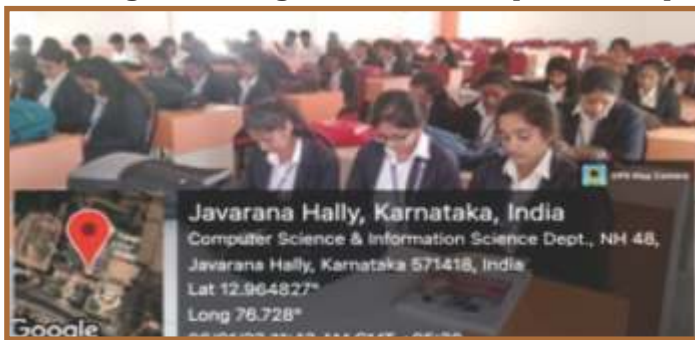 GPS Map Camera
Javarana Hally, Karnataka, India
Computer Science & Information Science Dept., NH 48,
Javarana Hally, Karnataka 571418, India
Lat 12.964827°
Long 76.728°
Google